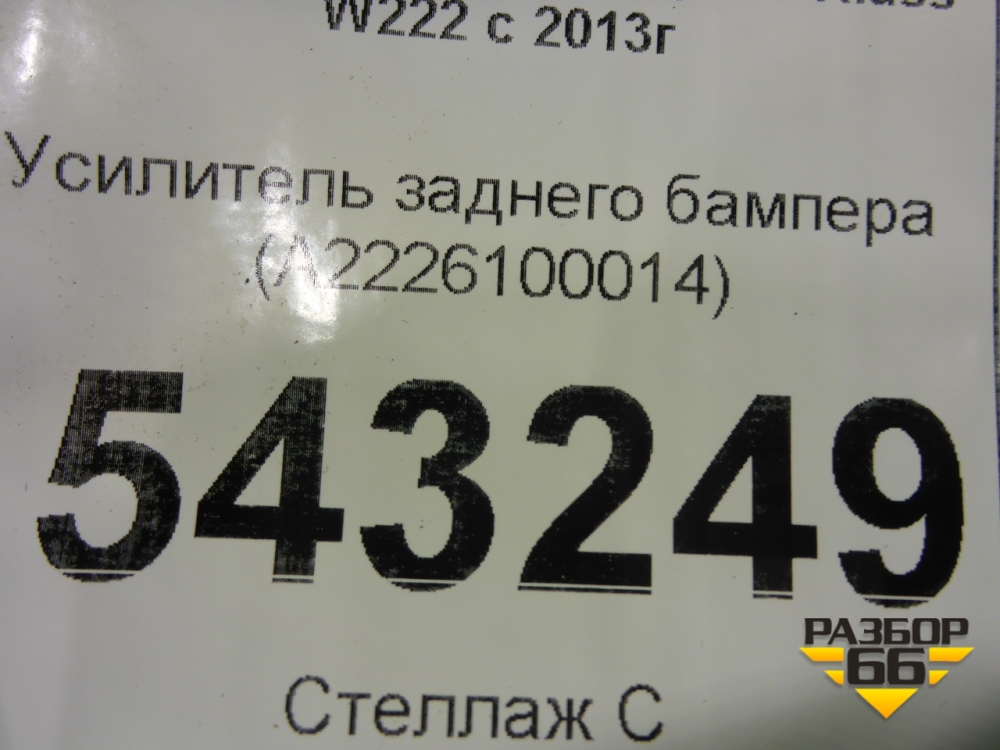 W222 с 2013г
Усилитель заднего бампера
(A2226100014)
543249
Стеллаж С
РАЗБОР
66